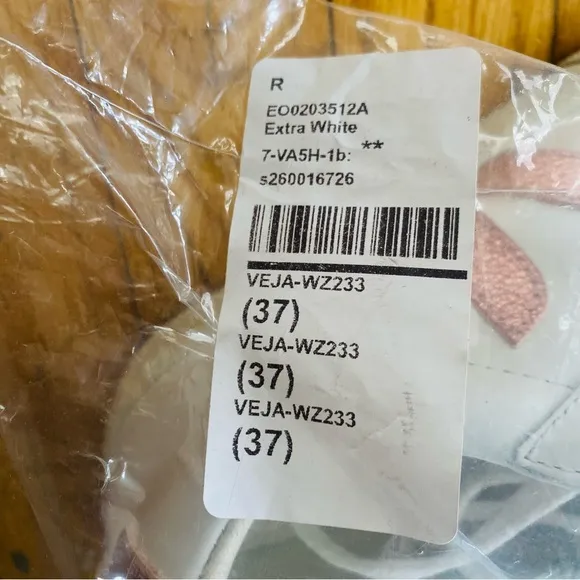 R
EO0203512A
Extra White
7-VA5H-1b: **
s260016726
VEJA-WZ233
(37)
VEJA-WZ233
(37)
VEJA-WZ233
(37)